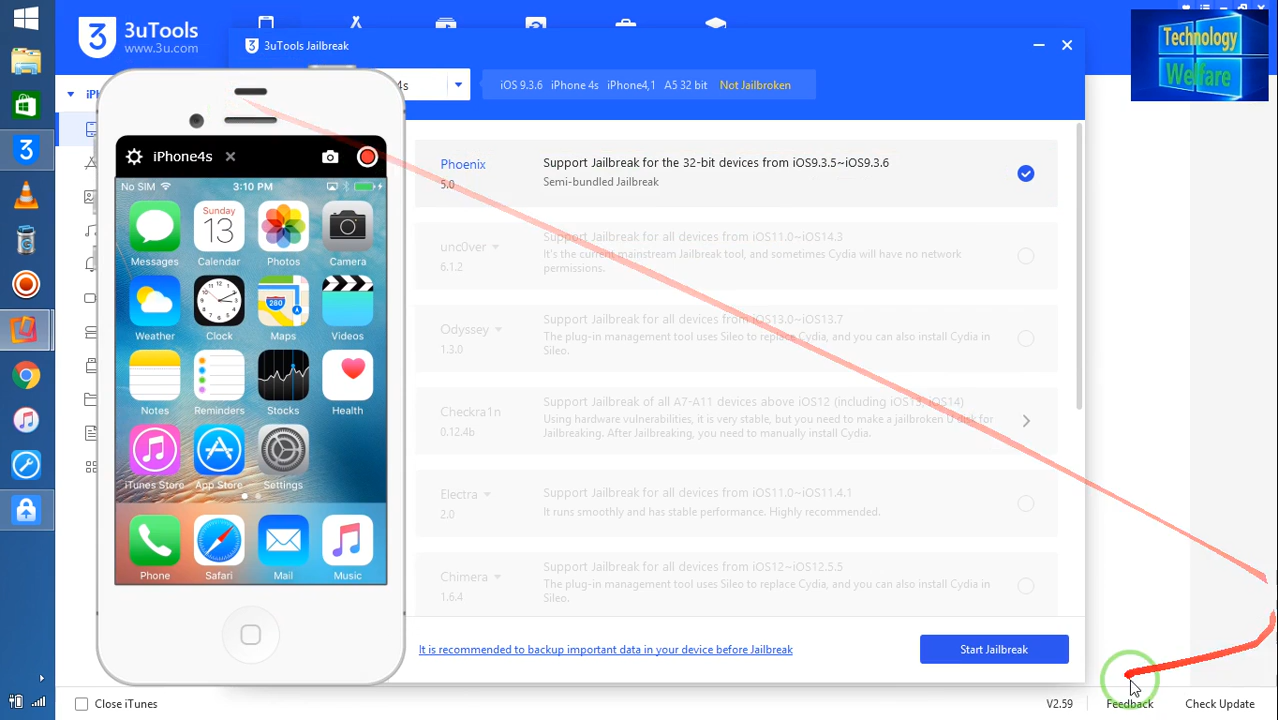 3uTools
www.3u.com
3uTools Jailbreak
Technology
Welfare
4s
iOS 9.3.6 iPhone 4s iPhone4,1 A5 32 bit Not Jailbroken
iPhone4s
No SIM 3:10 PM
Sunday
13
Messages Calendar Photos Camera
280
Weather Clock Maps Videos
Notes Reminders Stocks Health
iTunes Store App Store Settings
Phone Safari Mail Music
Phoenix
5.0
Support Jailbreak for the 32-bit devices from iOS9.3.5~iOS9.3.6
Semi-bundled Jailbreak
unc0ver
6.1.2
Support Jailbreak for all devices from iOS11.0~iOS14.3
It's the current mainstream Jailbreak tool, and sometimes Cydia will have no network
permissions.
Odyssey
1.3.0
Support Jailbreak for all devices from iOS13.0~iOS13.7
The plug-in management tool uses Sileo to replace Cydia, and you can also install Cydia in
Sileo.
Checkra1n
0.12.4b
Support Jailbreak of all A7-A11 devices above iOS12 (including iOS13, iOS14)
Using hardware vulnerabilities, it is very stable, but you need to make a jailbroken U disk for
Jailbreaking. After Jailbreaking, you need to manually install Cydia.
Electra
2.0
Support Jailbreak for all devices from iOS11.0~iOS11.4.1
It runs smoothly and has stable performance. Highly recommended.
Chimera
1.6.4
Support Jailbreak for all devices from iOS12~iOS12.5.5
The plug-in management tool uses Sileo to replace Cydia, and you can also install Cydia in
Sileo.
It is recommended to backup important data in your device before Jailbreak
Start Jailbreak
Close iTunes
V2.59
Feedback
Check Update